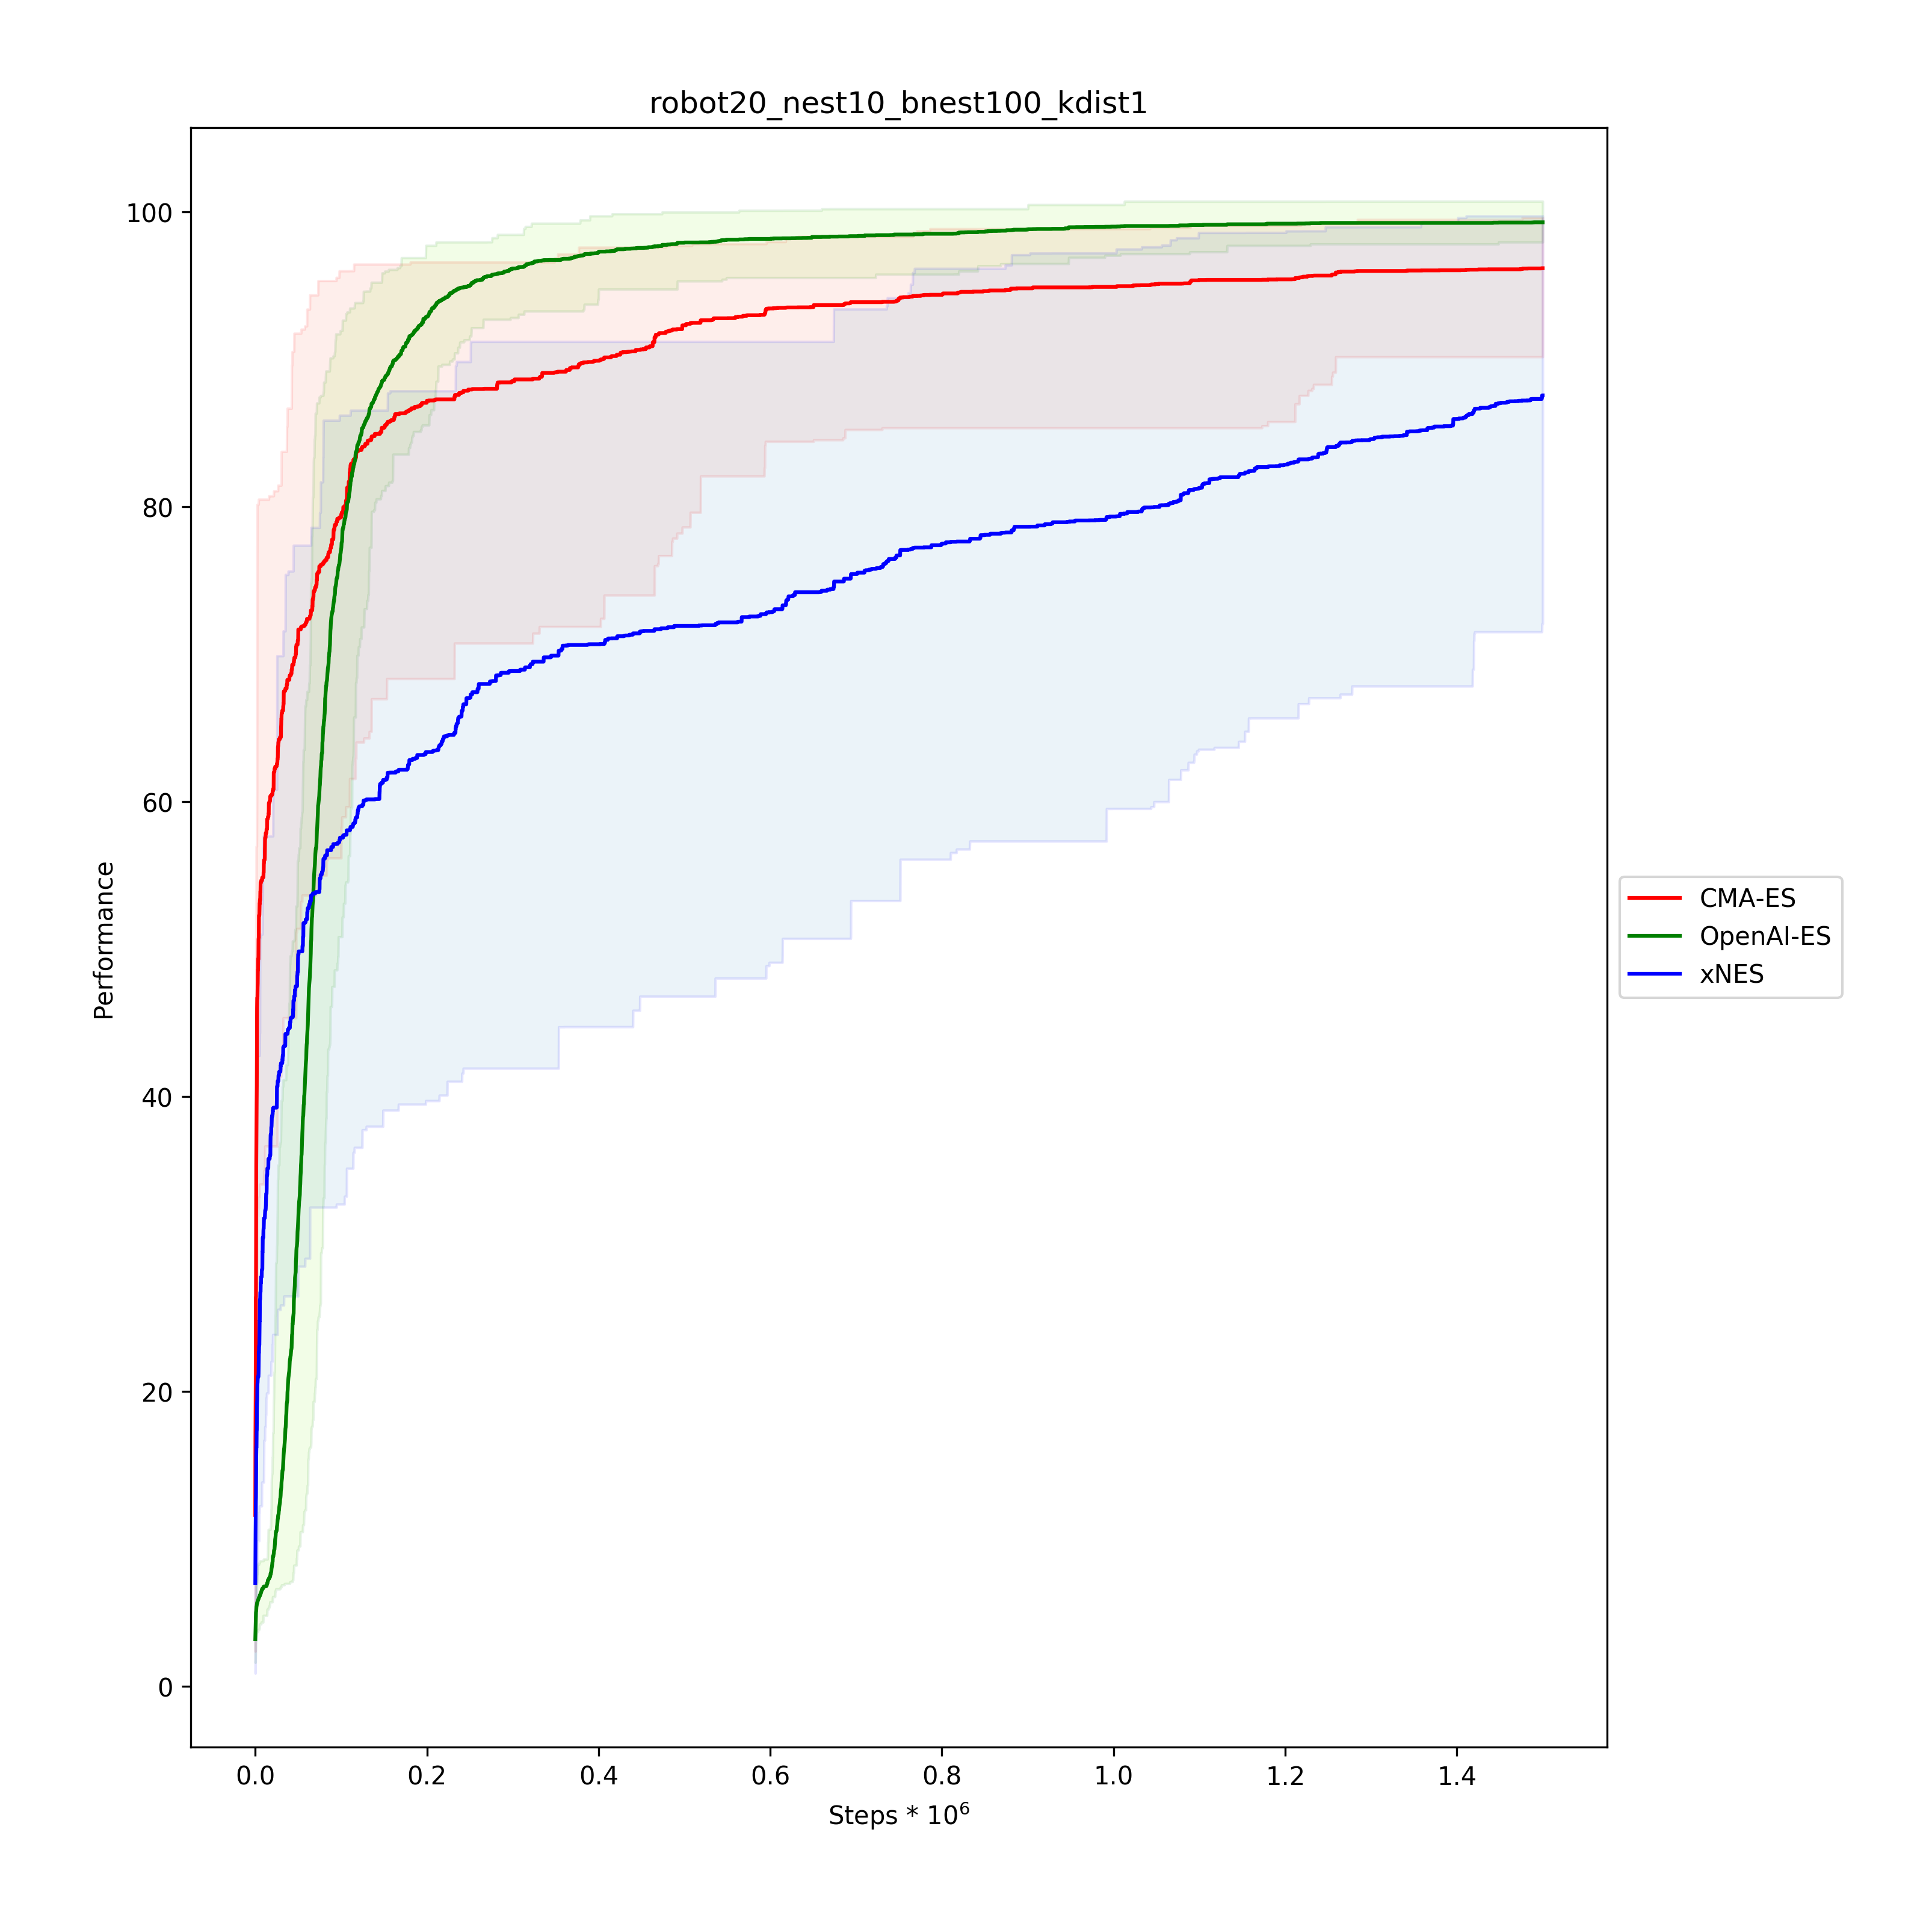 robot20_nest10_bnest100_kdist1
100
80
60
40
20
0
Performance
0.0 0.2 0.4 0.6 0.8 1.0 1.2 1.4
Steps * 10⁶
CMA-ES
OpenAI-ES
xNES